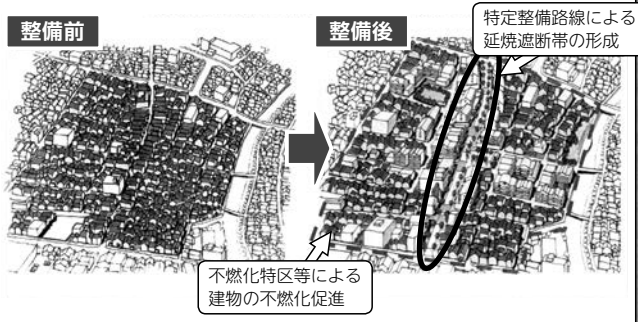 整備前
整備後
特定整備路線による
延焼遮断帯の形成
不燃化特区等による
建物の不燃化促進